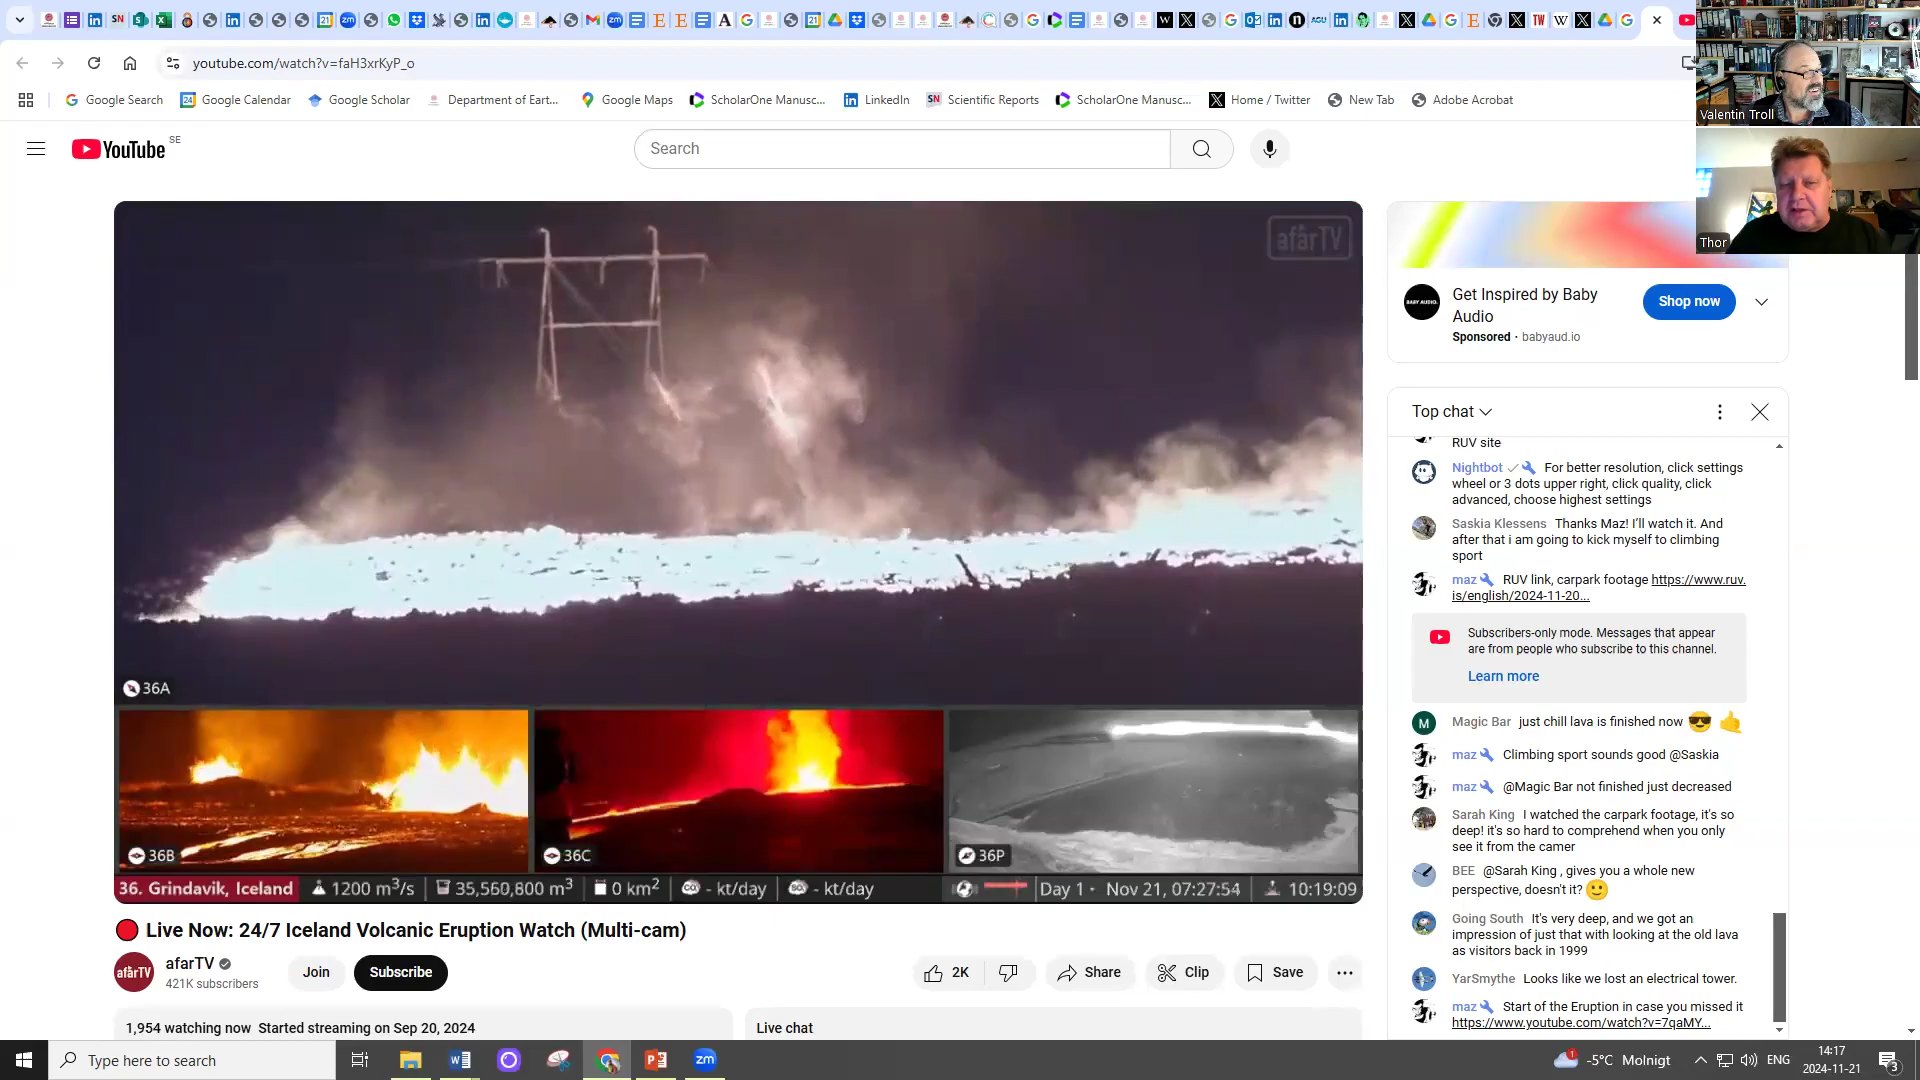 youtube.com/watch?v=faH3xrKyP_o
Google Search
Google Calendar
Google Scholar
Department of Eart...
Google Maps
ScholarOne Manusc...
LinkedIn
Scientific Reports
ScholarOne Manusc...
Home / Twitter
New Tab
Adobe Acrobat
Valentin Troll
Thor
YouTube
SE
Search
afarTV
36A
36B
36C
36P
36. Grindavik, Iceland
1200 m³/s
35,560,800 m³
0 km²
- kt/day
- kt/day
Day 1 · Nov 21, 07:27:54
10:19:09
Live Now: 24/7 Iceland Volcanic Eruption Watch (Multi-cam)
afarTV
afarTV
421K subscribers
Join
Subscribe
2K
Share
Clip
Save
1,954 watching now Started streaming on Sep 20, 2024
Live chat
BABY AUDIO.
Get Inspired by Baby
Audio
Sponsored · babyaud.io
Shop now
Top chat
RUV site
Nightbot For better resolution, click settings
wheel or 3 dots upper right, click quality, click
advanced, choose highest settings
Saskia Klessens Thanks Maz! I'll watch it. And
after that i am going to kick myself to climbing
sport
maz RUV link, carpark footage https://www.ruv.
is/english/2024-11-20...
Subscribers-only mode. Messages that appear
are from people who subscribe to this channel.
Learn more
M
Magic Bar just chill lava is finished now 😎 🤙
maz Climbing sport sounds good @Saskia
maz @Magic Bar not finished just decreased
Sarah King I watched the carpark footage, it's so
deep! it's so hard to comprehend when you only
see it from the camer
BEE @Sarah King , gives you a whole new
perspective, doesn't it? 🙂
Going South It's very deep, and we got an
impression of just that with looking at the old lava
as visitors back in 1999
YarSmythe Looks like we lost an electrical tower.
maz Start of the Eruption in case you missed it
https://www.youtube.com/watch?v=7qaMY...
Type here to search
-5°C Molnigt
ENG
14:17
2024-11-21
3